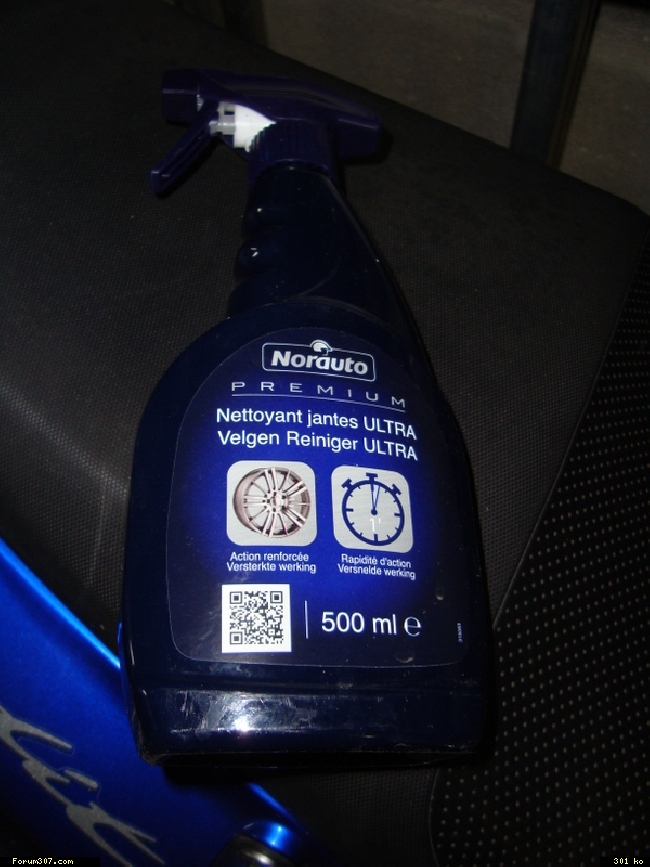 Norauto
PREMIUM
Nettoyant jantes ULTRA
Velgen Reiniger ULTRA
1'
Action renforcée
Versterkte werking
Rapidité d'action
Versnelde werking
500 ml ℮
Forum307.com
301 ko